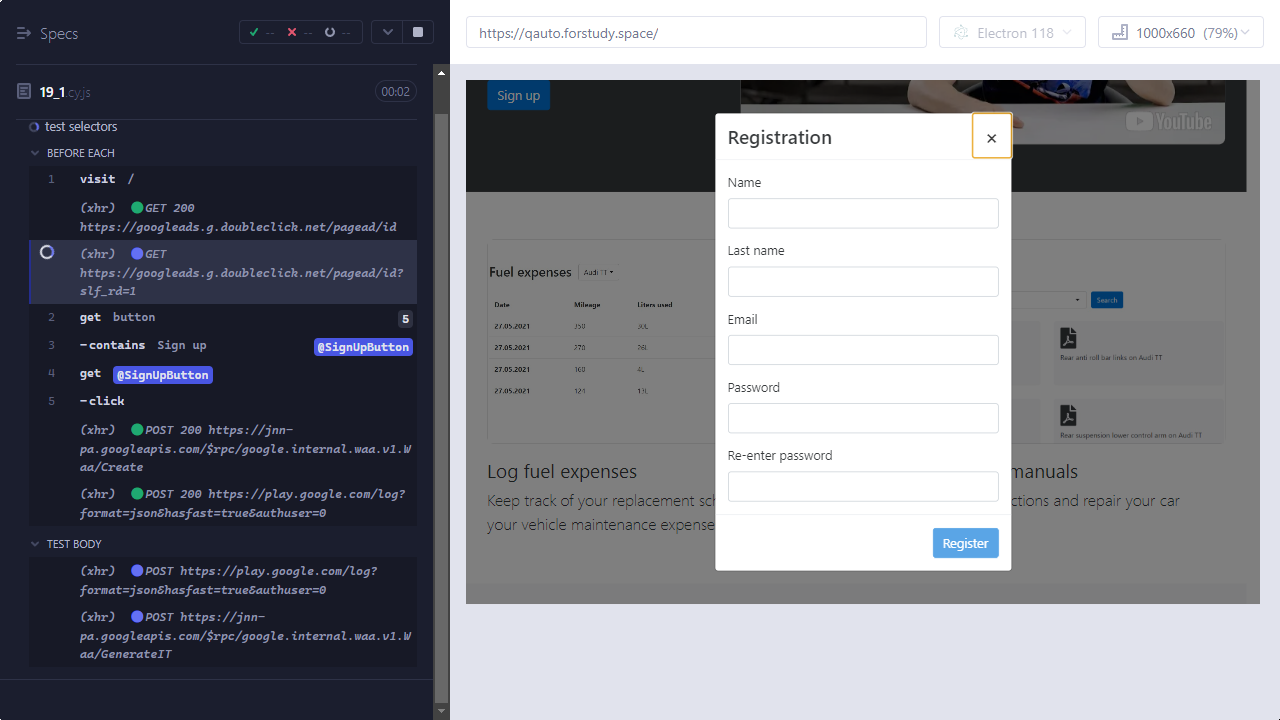 Specs
--
--
--
19_1.cy.js
00:02
test selectors
BEFORE EACH
1 visit /
(xhr) GET 200
https://googleads.g.doubleclick.net/pagead/id
(xhr) GET
https://googleads.g.doubleclick.net/pagead/id?
slf_rd=1
2 get button 5
3 -contains Sign up @SignUpButton
4 get @SignUpButton
5 -click
(xhr) POST 200 https://jnn-
pa.googleapis.com/$rpc/google.internal.waa.v1.W
aa/Create
(xhr) POST 200 https://play.google.com/log?
format=json&hasfast=true&authuser=0
TEST BODY
(xhr) POST https://play.google.com/log?
format=json&hasfast=true&authuser=0
(xhr) POST https://jnn-
pa.googleapis.com/$rpc/google.internal.waa.v1.W
aa/GenerateIT
https://qauto.forstudy.space/
Electron 118
1000x660 (79%)
Sign up
YouTube
Registration
×
Name
Last name
Email
Password
Re-enter password
Register
Fuel expenses Audi TT
Date Mileage Liters used
27.05.2021 350 30L
27.05.2021 270 26L
27.05.2021 160 4L
27.05.2021 124 13L
Search
Rear anti roll bar links on Audi TT
Rear suspension lower control arm on Audi TT
Log fuel expenses
Keep track of your replacement
your vehicle maintenance expense
manuals
and repair your car